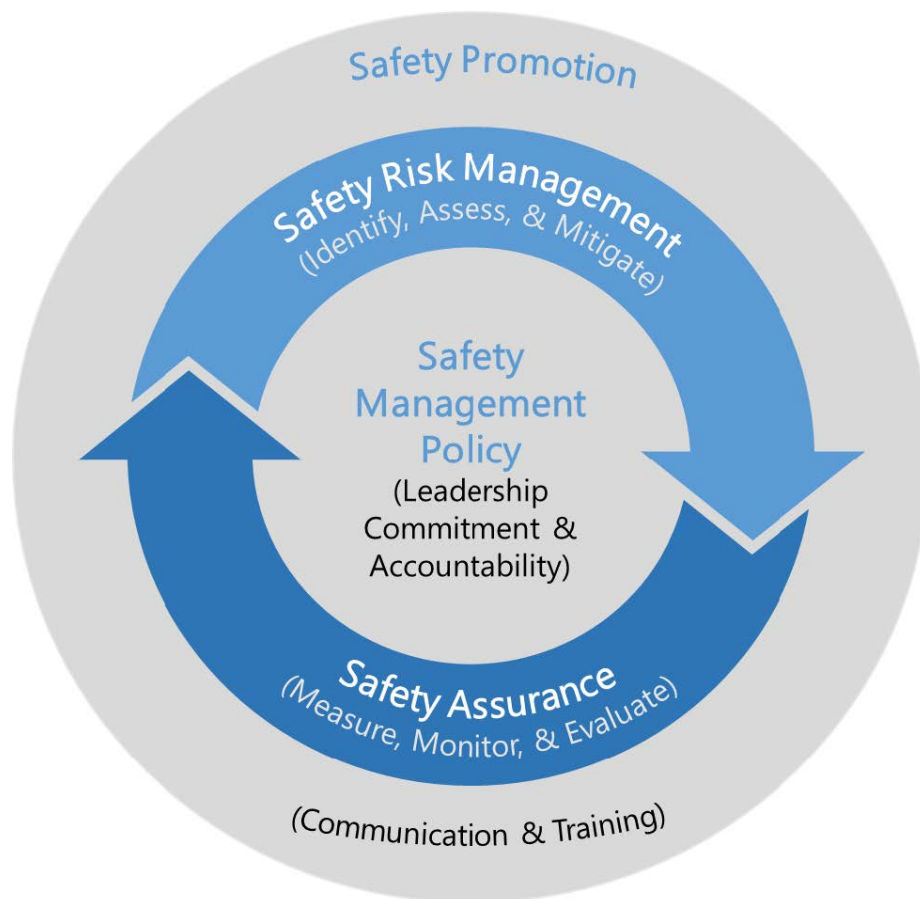 Safety Promotion
Safety Risk Management
(Identify, Assess, & Mitigate)
Safety
Management
Policy
(Leadership
Commitment &
Accountability)
Safety Assurance
(Measure, Monitor, & Evaluate)
(Communication & Training)